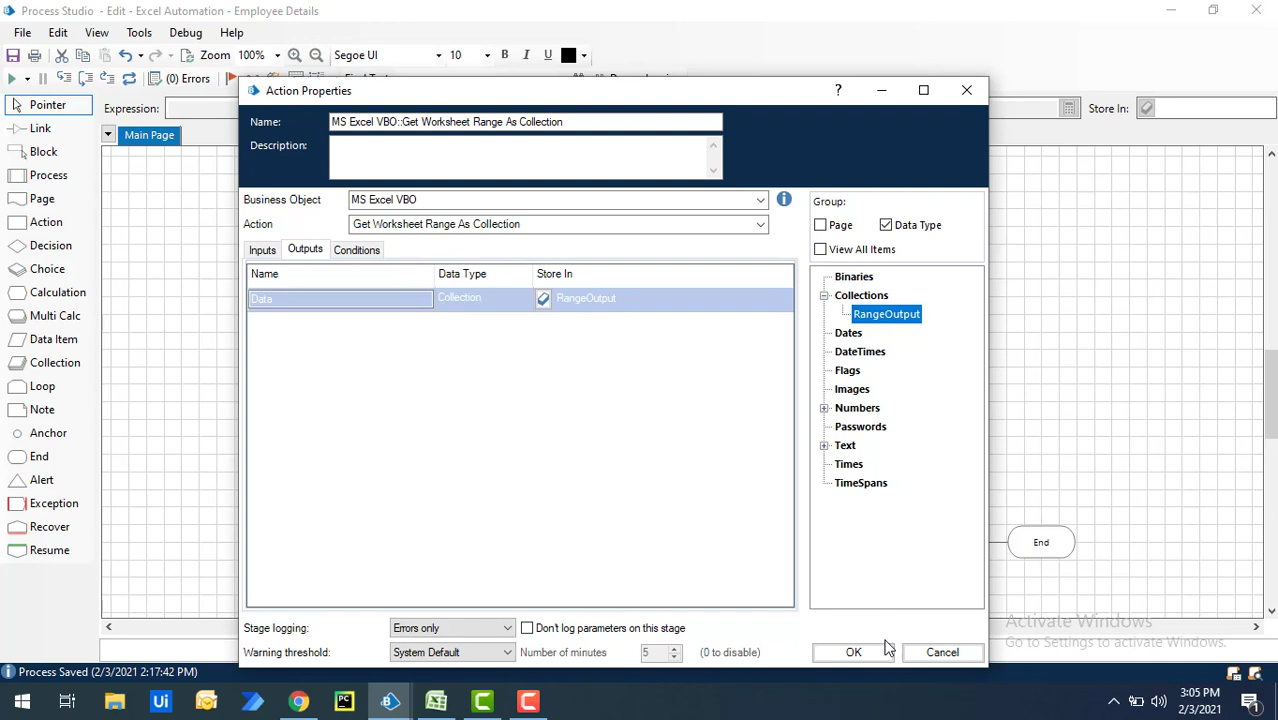 Process Studio - Edit - Excel Automation - Employee Details
File Edit View Tools Debug Help
Zoom 100% Segoe UI 10 B I U
(0) Errors
Action Properties
Pointer
Expression:
Store In:
Name: MS Excel VBO::Get Worksheet Range As Collection
Link
Main Page
Description:
Block
Process
Business Object MS Excel VBO
Group:
Page
Action Get Worksheet Range As Collection
Page Data Type
Action
Inputs Outputs Conditions
View All Items
Decision
Name Data Type Store In
Binaries
Choice
Data Collection RangeOutput
Collections
Calculation
RangeOutput
Multi Calc
Dates
Data Item
DateTimes
Collection
Flags
Loop
Images
Note
Numbers
Anchor
Passwords
End
Text
Alert
Times
Exception
TimeSpans
Recover
Resume
End
Stage logging: Errors only Don't log parameters on this stage
Warning threshold: System Default Number of minutes 5 (0 to disable)
OK Cancel
Activate Windows
Go to Settings to activate Windows.
Process Saved (2/3/2021 2:17:42 PM)
Ui
PC
C
C
3:05 PM
2/3/2021
1